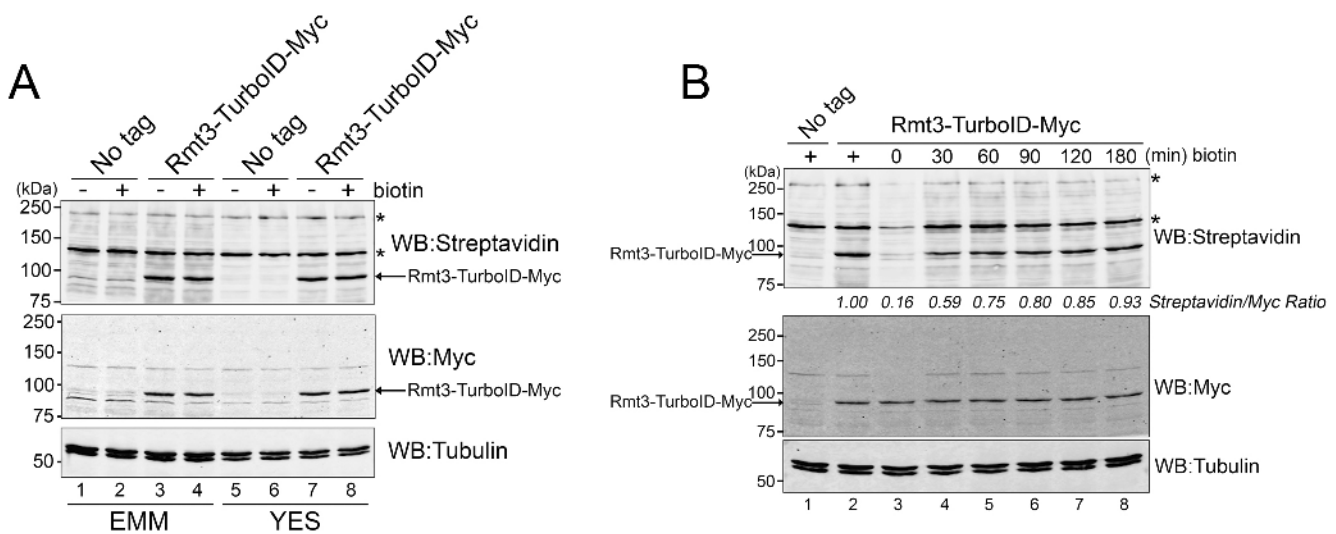 A
No tag
Rmt3-TurboID-Myc
No tag
Rmt3-TurboID-Myc
(kDa) - + - + - + - + biotin
250
*
150
WB:Streptavidin
*
100
Rmt3-TurboID-Myc
75
250
150
WB:Myc
100
Rmt3-TurboID-Myc
75
WB:Tubulin
50
1 2 3 4 5 6 7 8
EMM YES
B
No tag
Rmt3-TurboID-Myc
+ + 0 30 60 90 120 180 (min) biotin
(kDa)
*
250
150
*
WB:Streptavidin
100
Rmt3-TurboID-Myc
75
1.00 0.16 0.59 0.75 0.80 0.85 0.93 Streptavidin/Myc Ratio
250
150
WB:Myc
100
Rmt3-TurboID-Myc
75
WB:Tubulin
50
1 2 3 4 5 6 7 8